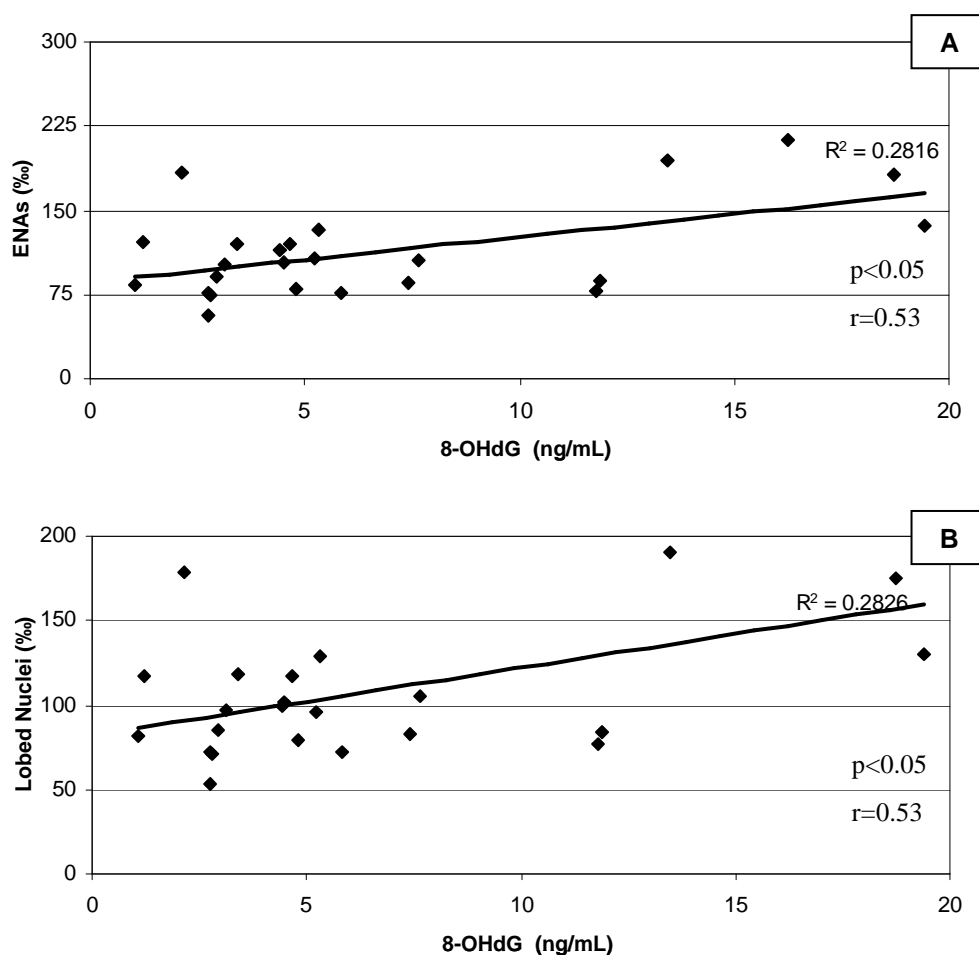 A
300
225
150
75
0
ENAs (‰)
R² = 0.2816
p<0.05
r=0.53
0 5 10 15 20
8-OHdG (ng/mL)
B
200
150
100
50
0
Lobed Nuclei (‰)
R² = 0.2826
p<0.05
r=0.53
0 5 10 15 20
8-OHdG (ng/mL)